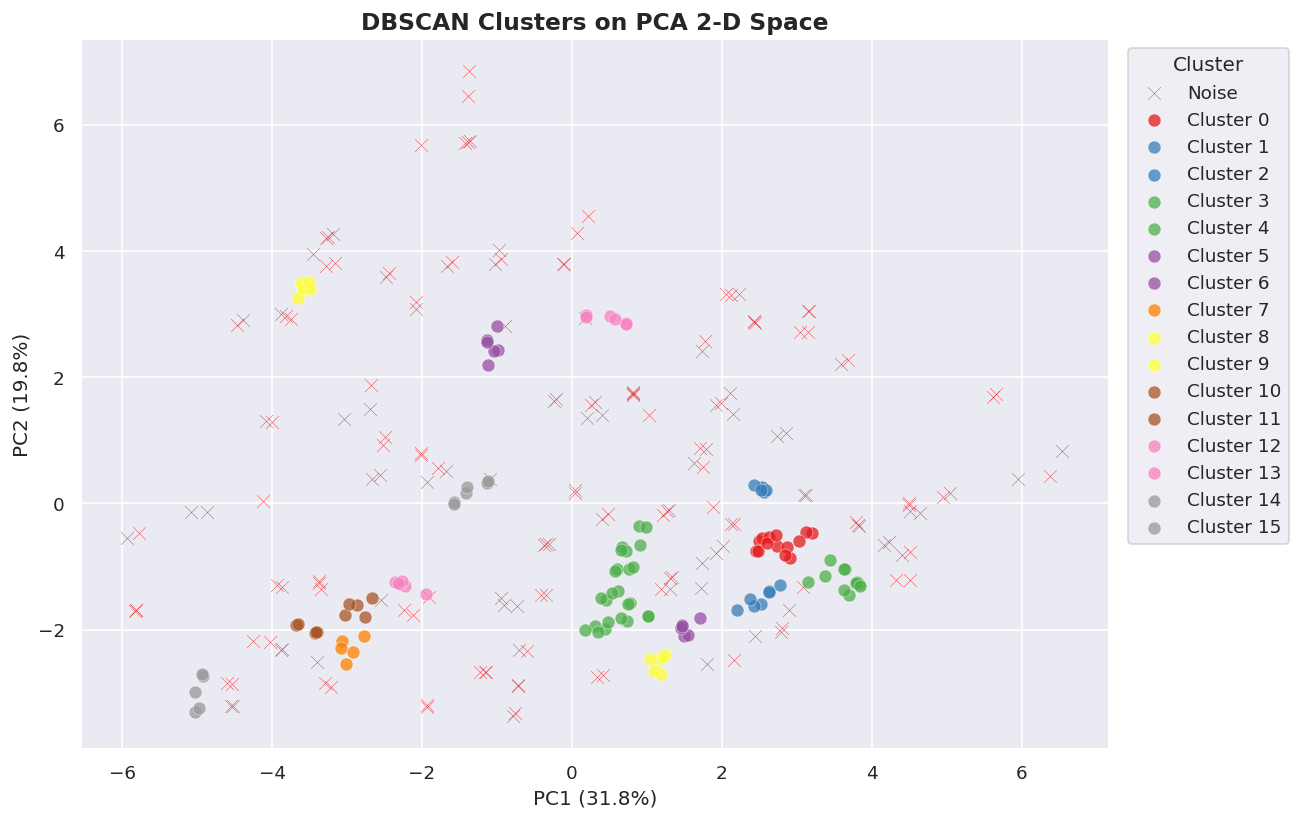 DBSCAN Clusters on PCA 2-D Space
Cluster
Noise
Cluster 0
Cluster 1
Cluster 2
Cluster 3
Cluster 4
Cluster 5
Cluster 6
Cluster 7
Cluster 8
Cluster 9
Cluster 10
Cluster 11
Cluster 12
Cluster 13
Cluster 14
Cluster 15
PC2 (19.8%)
6
4
2
0
−2
−6
−4
−2
0
2
4
6
PC1 (31.8%)